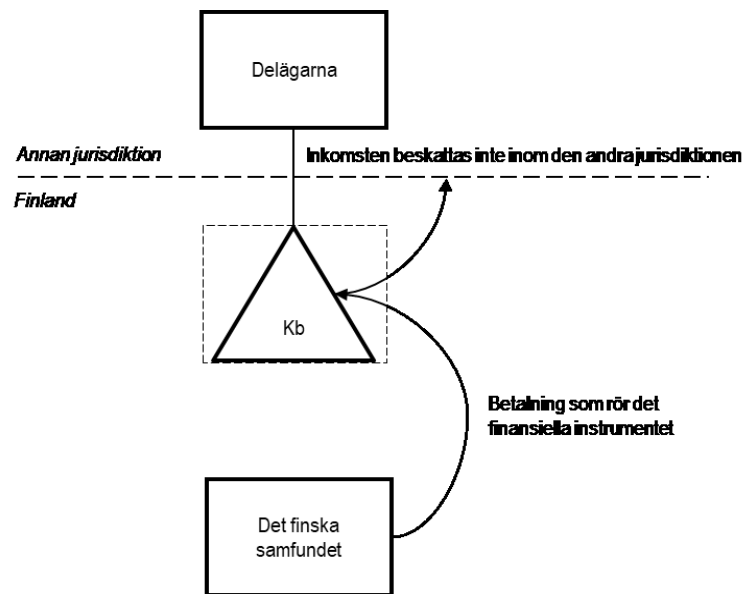 Delägarna
Annan jurisdiktion
Inkomsten beskattas inte inom den andra jurisdiktionen
Finland
Kb
Betalning som rör det
finansiella instrumentet
Det finska
samfundet